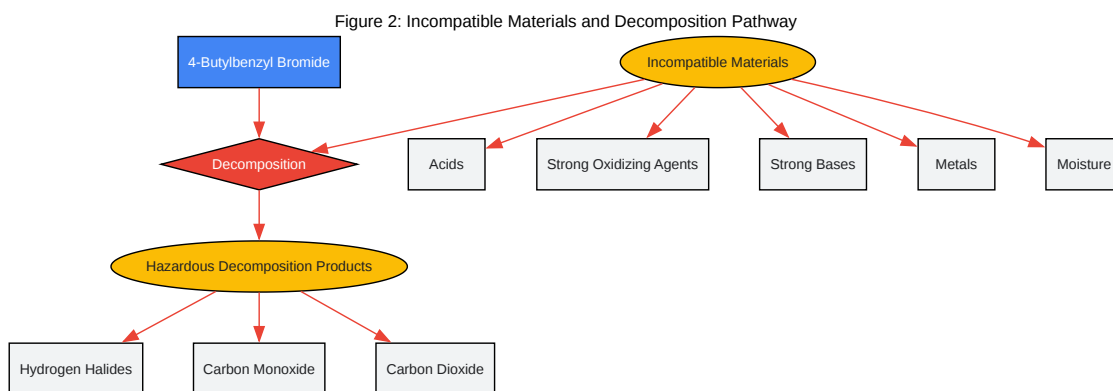 Figure 2: Incompatible Materials and Decomposition Pathway
4-Butylbenzyl Bromide
Incompatible Materials
Decomposition
Acids
Strong Oxidizing Agents
Strong Bases
Metals
Moisture
Hazardous Decomposition Products
Hydrogen Halides
Carbon Monoxide
Carbon Dioxide